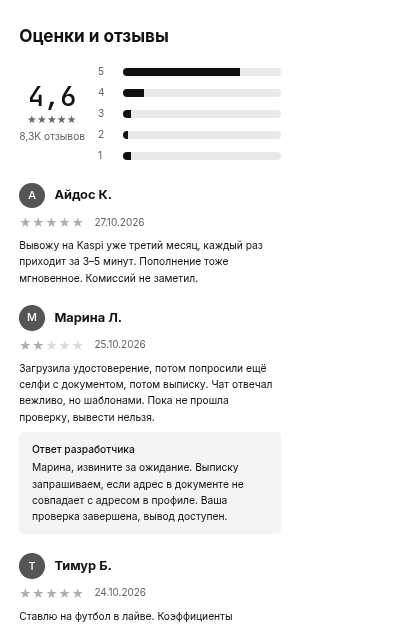 Оценки и отзывы
4,6
★★★★★
8,3K отзывов
5
4
3
2
1
А
Айдос К.
★★★★★ 27.10.2026
Вывожу на Kaspi уже третий месяц, каждый раз
приходит за 3–5 минут. Пополнение тоже
мгновенное. Комиссий не заметил.
М
Марина Л.
★★★★★ 25.10.2026
Загрузила удостоверение, потом попросили ещё
селфи с документом, потом выписку. Чат отвечал
вежливо, но шаблонами. Пока не прошла
проверку, вывести нельзя.
Ответ разработчика
Марина, извините за ожидание. Выписку
запрашиваем, если адрес в документе не
совпадает с адресом в профиле. Ваша
проверка завершена, вывод доступен.
Т
Тимур Б.
★★★★★ 24.10.2026
Ставлю на футбол в лайве. Коэффициенты